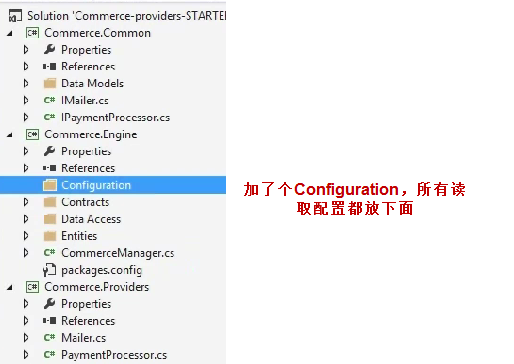 Solution 'Commerce-providers-STARTER
Commerce.Common
Properties
References
Data Models
IMailer.cs
IPaymentProcessor.cs
Commerce.Engine
Properties
References
Configuration
Contracts
Data Access
Entities
CommerceManager.cs
packages.config
Commerce.Providers
Properties
References
Mailer.cs
PaymentProcessor.cs
加了个Configuration，所有读
取配置都放下面